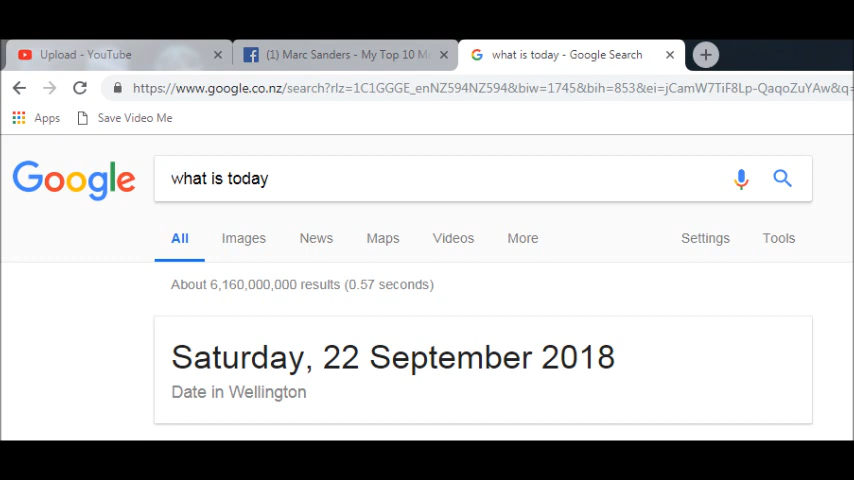 Upload - YouTube
(1) Marc Sanders - My Top 10 Mo
what is today - Google Search
https://www.google.co.nz/search?rlz=1C1GGGE_enNZ594NZ594&biw=1745&bih=853&ei=jCamW7TiF8Lp-QaqoZuYAw&q=
Apps
Save Video Me
Google
what is today
All Images News Maps Videos More Settings Tools
About 6,160,000,000 results (0.57 seconds)
Saturday, 22 September 2018
Date in Wellington